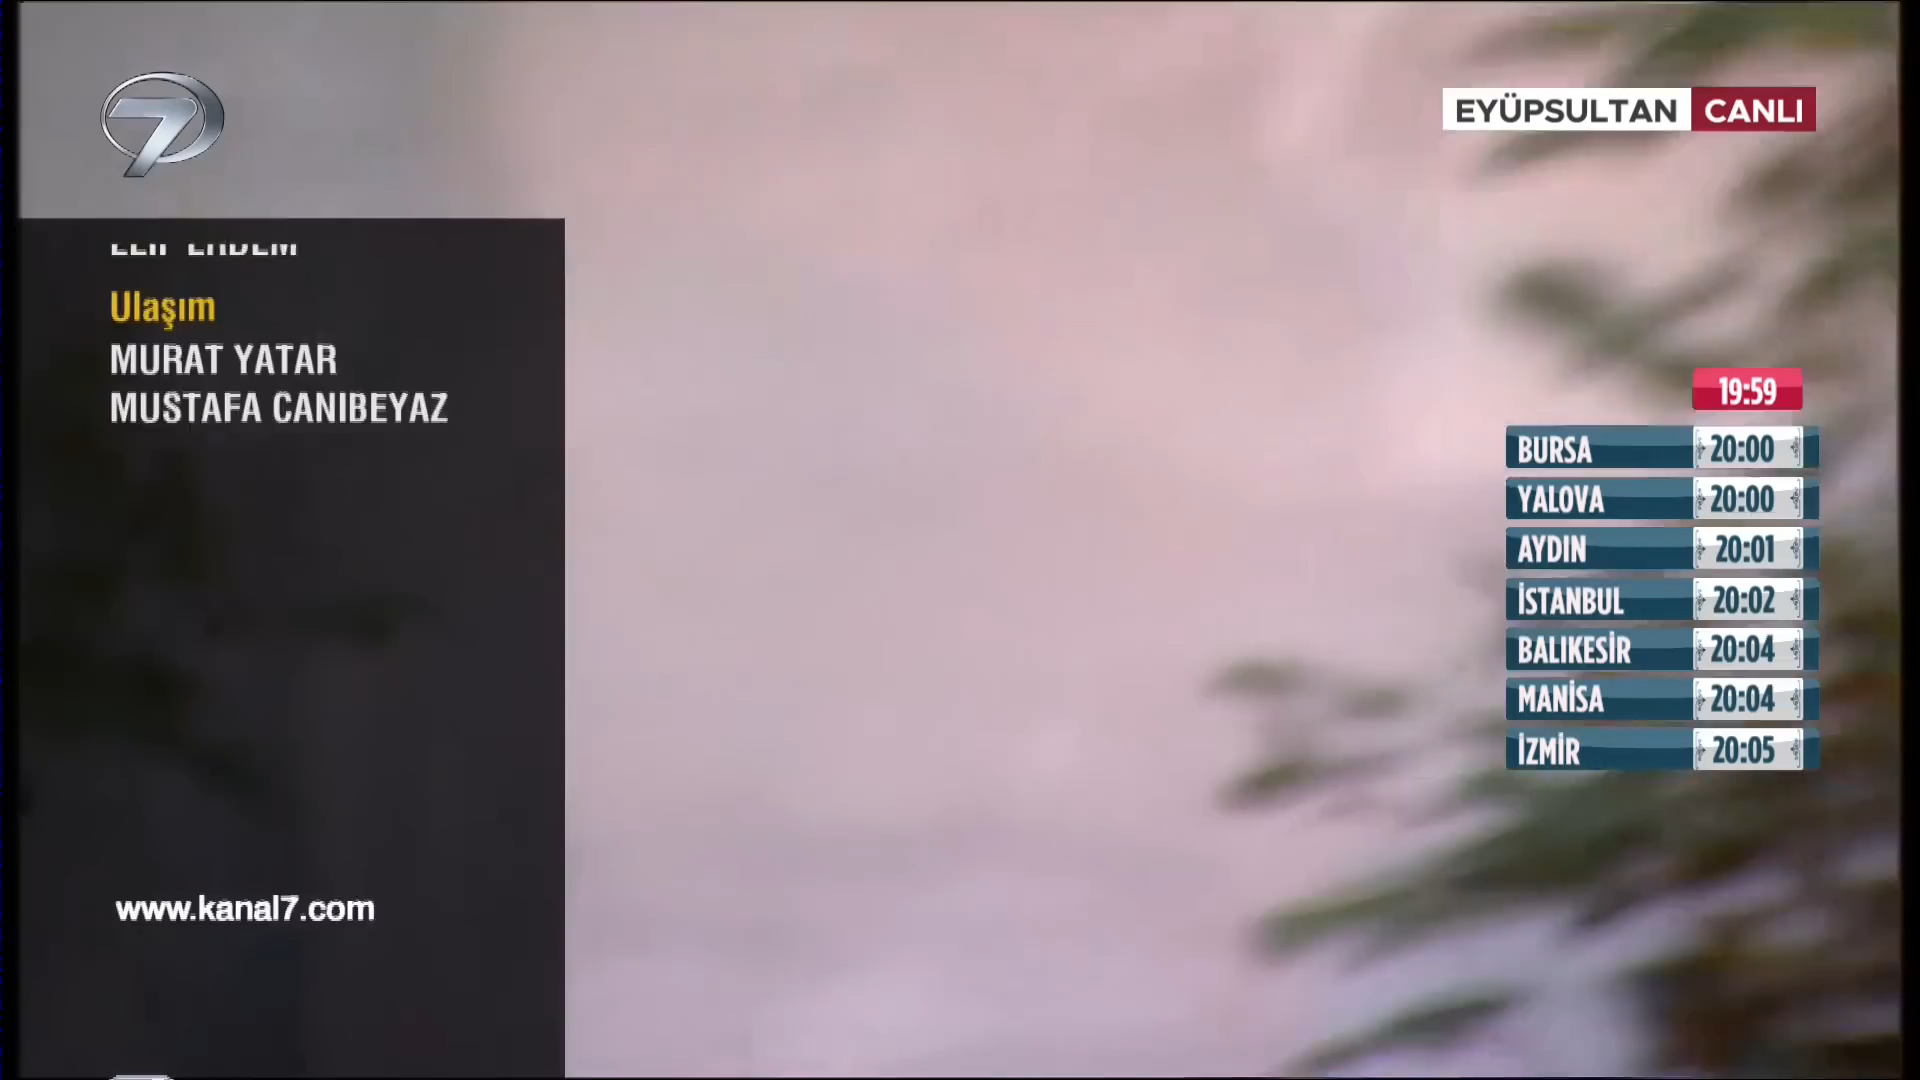 7
EYÜPSULTAN CANLI
Ulaşım
MURAT YATAR
MUSTAFA CANIBEYAZ
www.kanal7.com
19:59
BURSA 20:00
YALOVA 20:00
AYDIN 20:01
İSTANBUL 20:02
BALIKESİR 20:04
MANİSA 20:04
İZMİR 20:05